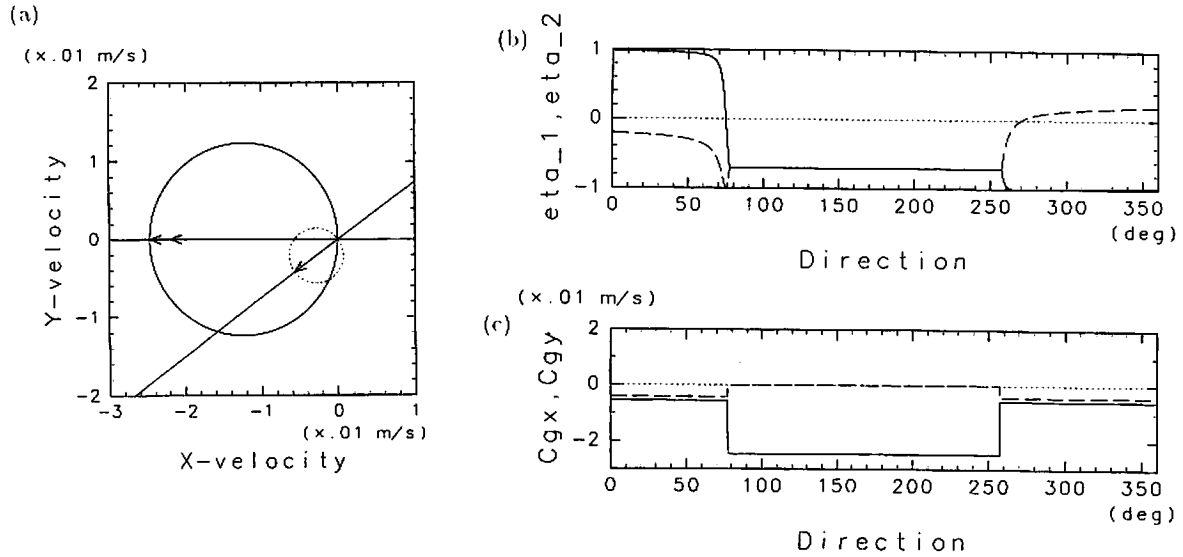 (a)
(×.01 m/s)
2
1
0
−1
−2
−3 −2 −1 0 1
(×.01 m/s)
X−velocity
Y−velocity
(b)
eta_1,eta_2
1
0
−1
0 50 100 150 200 250 300 350
(deg)
Direction
(×.01 m/s)
(c)
Cgx,Cgy
2
0
−2
0 50 100 150 200 250 300 350
(deg)
Direction